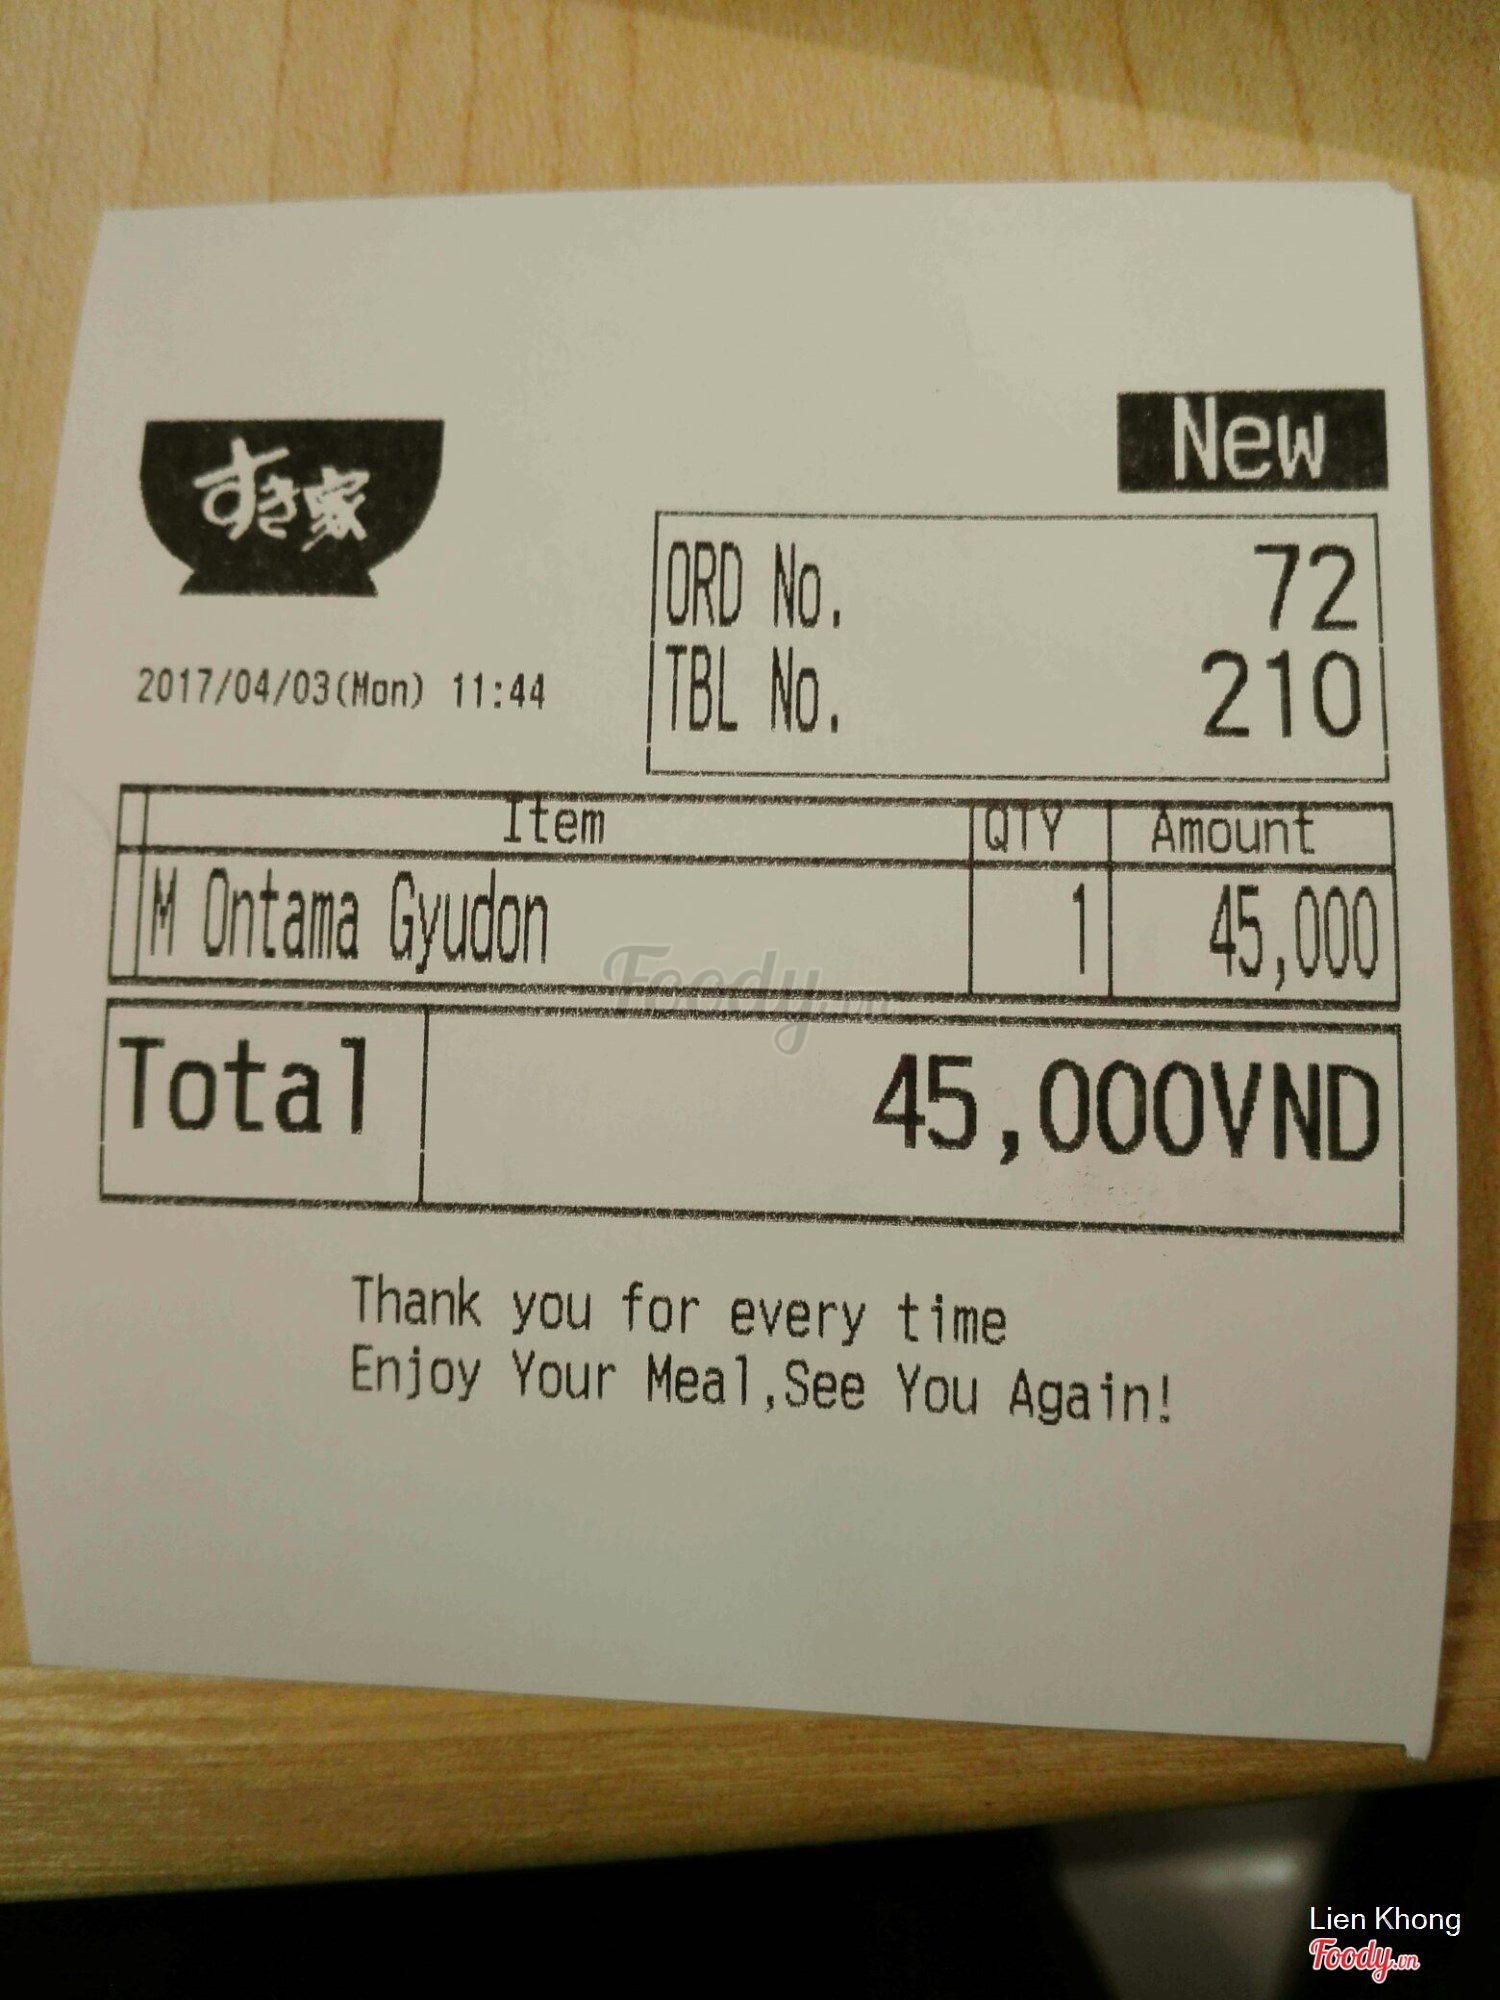 すき家
New
ORD No. 72
TBL No. 210
2017/04/03(Mon) 11:44
Item QTY Amount
M Ontama Gyudon 1 45,000
Total 45,000VND
Thank you for every time
Enjoy Your Meal,See You Again!
Foody.vn
Lien Khong
Foody.vn